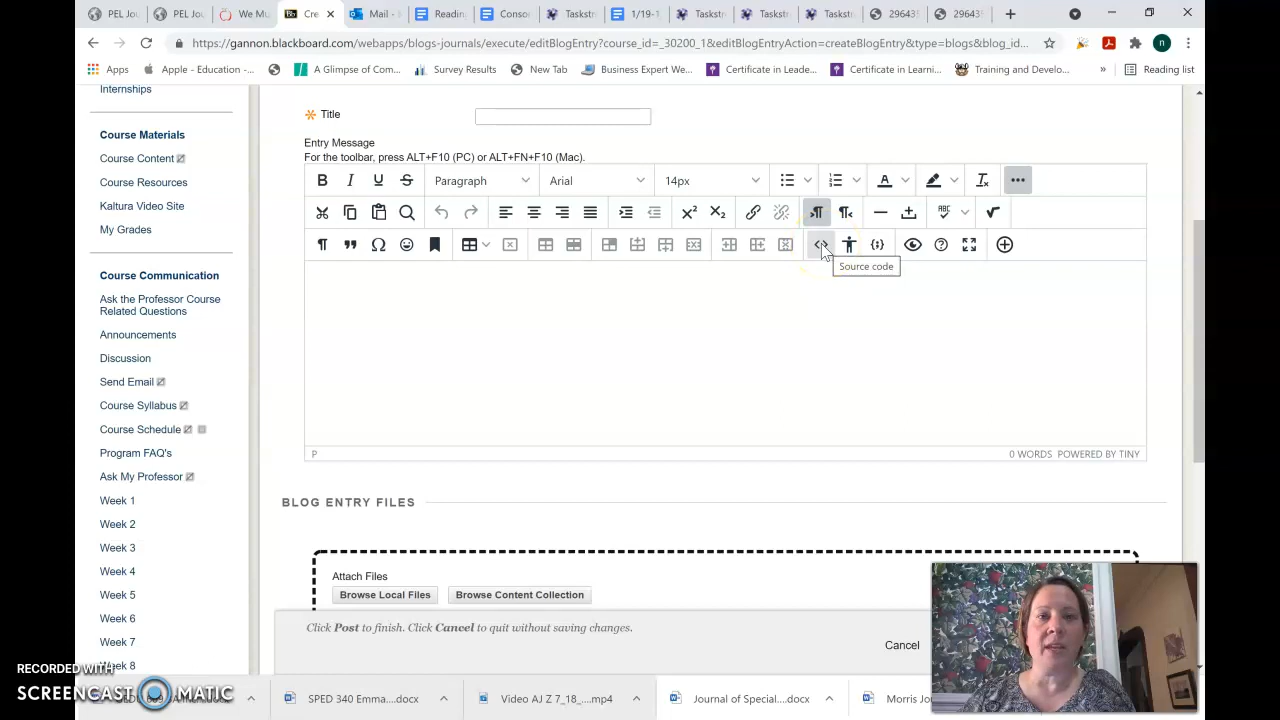 PEL Jou
PEL Jou
We Mu
Bb
Cre
Mail -
Reading
Consor
Taskstr
1/19-1
Taskstr
Taskstr
Taskstr
29643
29643
https://gannon.blackboard.com/webapps/blogs-journals/execute/editBlogEntry?course_id=_30200_1&editBlogEntryAction=createBlogEntry&type=blogs&blog_id...
n
Apps
Apple - Education -...
A Glimpse of Com...
Survey Results
New Tab
Business Expert We...
Certificate in Leade...
Certificate in Learni...
Training and Develo...
»
Reading list
Internships
Course Materials
Course Content
Course Resources
Kaltura Video Site
My Grades
Course Communication
Ask the Professor Course
Related Questions
Announcements
Discussion
Send Email
Course Syllabus
Course Schedule
Program FAQ's
Ask My Professor
Week 1
Week 2
Week 3
Week 4
Week 5
Week 6
Week 7
Week 8
Title
Entry Message
For the toolbar, press ALT+F10 (PC) or ALT+FN+F10 (Mac).
B I U S Paragraph Arial 14px A
ABC
Source code
P
0 WORDS POWERED BY TINY
BLOG ENTRY FILES
Attach Files
Browse Local Files
Browse Content Collection
Click Post to finish. Click Cancel to quit without saving changes.
Cancel
RECORDED WITH
SCREENCAST MATIC
SPED 340 Emma....docx
Video AJ Z 7_18_....mp4
Journal of Special....docx
Morris Jo